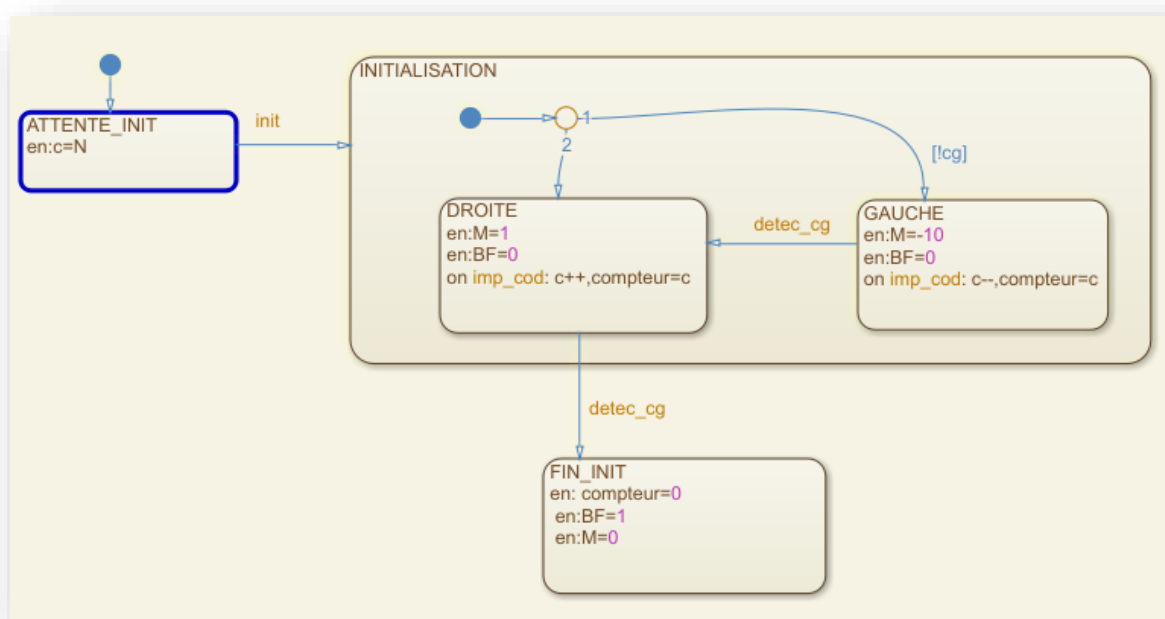 ATTENTE_INIT
en:c=N
init
INITIALISATION
1
2
[!cg]
DROITE
en:M=1
en:BF=0
on imp_cod: c++,compteur=c
detec_cg
GAUCHE
en:M=-10
en:BF=0
on imp_cod: c--,compteur=c
detec_cg
FIN_INIT
en: compteur=0
en:BF=1
en:M=0